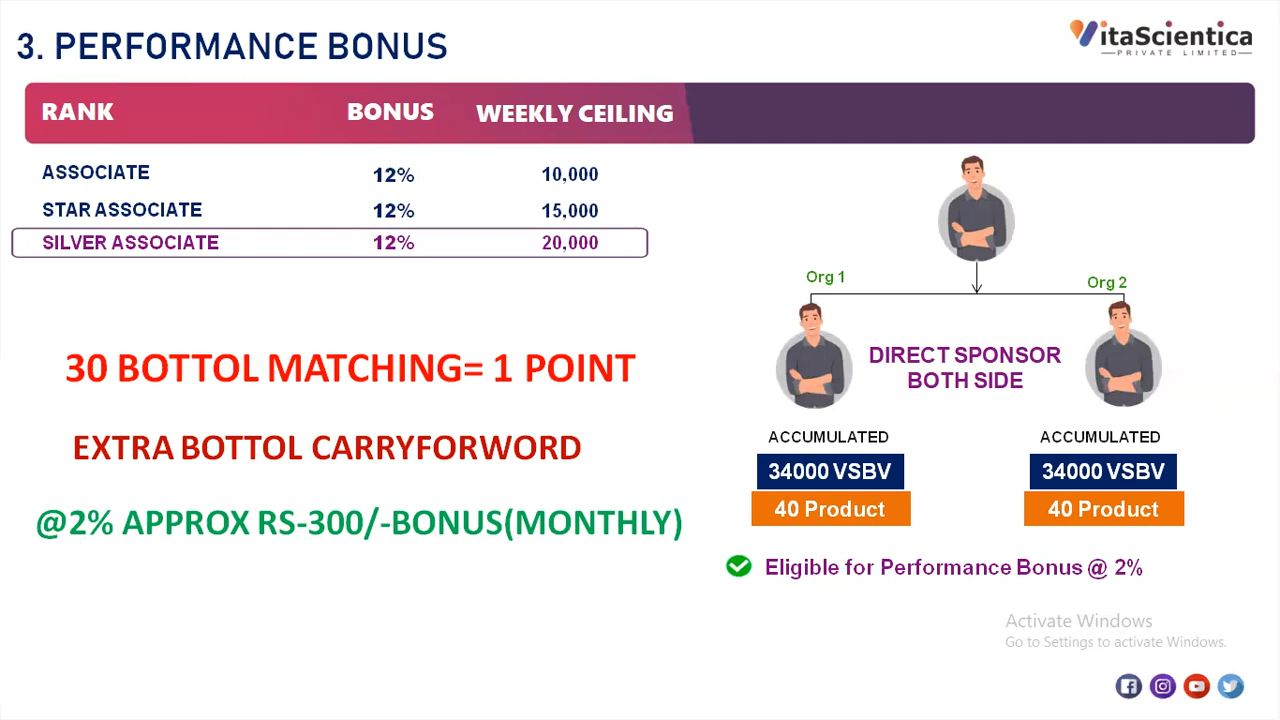 3. PERFORMANCE BONUS
VitaScientica
PRIVATE LIMITED
RANK BONUS WEEKLY CEILING
ASSOCIATE 12% 10,000
STAR ASSOCIATE 12% 15,000
SILVER ASSOCIATE 12% 20,000
30 BOTTOL MATCHING= 1 POINT
EXTRA BOTTOL CARRYFORWORD
@2% APPROX RS-300/-BONUS(MONTHLY)
Org 1
Org 2
DIRECT SPONSOR
BOTH SIDE
ACCUMULATED ACCUMULATED
34000 VSBV 34000 VSBV
40 Product 40 Product
Eligible for Performance Bonus @ 2%
Activate Windows
Go to Settings to activate Windows.